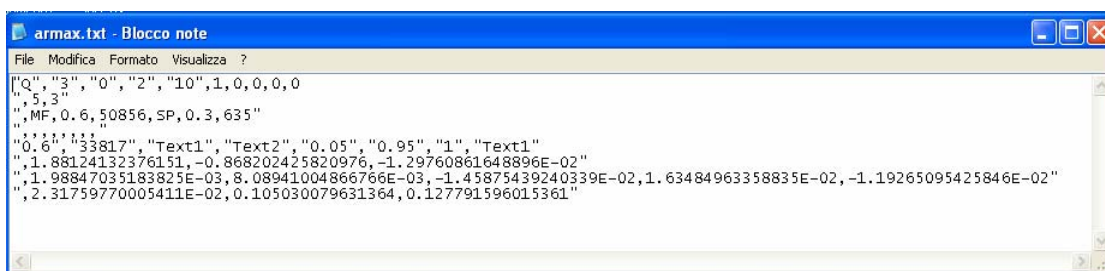 armax.txt - Blocco note
File Modifica Formato Visualizza ?
"Q","3","0","2","10",1,0,0,0,0
",5,3"
",MF,0.6,50856,SP,0.3,635"
",,,,,,,,"
"0.6","33817","Text1","Text2","0.05","0.95","1","Text1"
",1.88124132376151,-0.868202425820976,-1.29760861648896E-02"
",1.98847035183825E-03,8.08941004866766E-03,-1.45875439240339E-02,1.63484963358835E-02,-1.19265095425846E-02"
",2.31759770005411E-02,0.105030079631364,0.127791596015361"